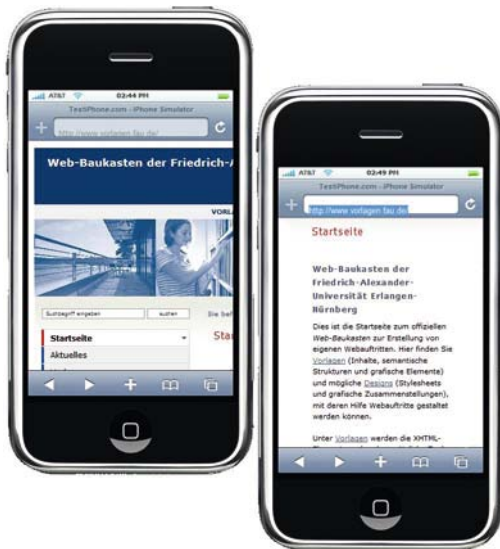 AT&T 02:44 PM
TestiPhone.com - iPhone Simulator
http://www.vorlagen.fau.de/
Web-Baukasten der Friedrich-A
VORLA
Suchbegriff eingeben suchen Sie bef
Startseite Star
Aktuelles
AT&T 02:49 PM
TestiPhone.com - iPhone Simulator
http://www.vorlagen.fau.de/
Startseite
Web-Baukasten der
Friedrich-Alexander-
Universität Erlangen-
Nürnberg
Dies ist die Startseite zum offiziellen
Web-Baukasten zur Erstellung von
eigenen Webauftritten. Hier finden Sie
Vorlagen (Inhalte, semantische
Strukturen und grafische Elemente)
und mögliche Designs (Stylesheets
und grafische Zusammenstellungen),
mit deren Hilfe Webauftritte gestaltet
werden können.
Unter Vorlagen werden die XHTML-